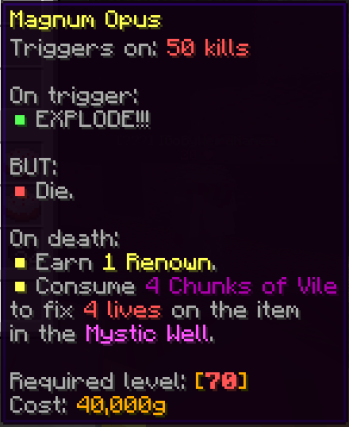 Magnum Opus
Triggers on: 50 kills
On trigger:
▪ EXPLODE!!!
BUT:
▪ Die.
On death:
▪ Earn 1 Renown.
▪ Consume 4 Chunks of Vile
to fix 4 lives on the item
in the Mystic Well.
Required level: [70]
Cost: 40,000g